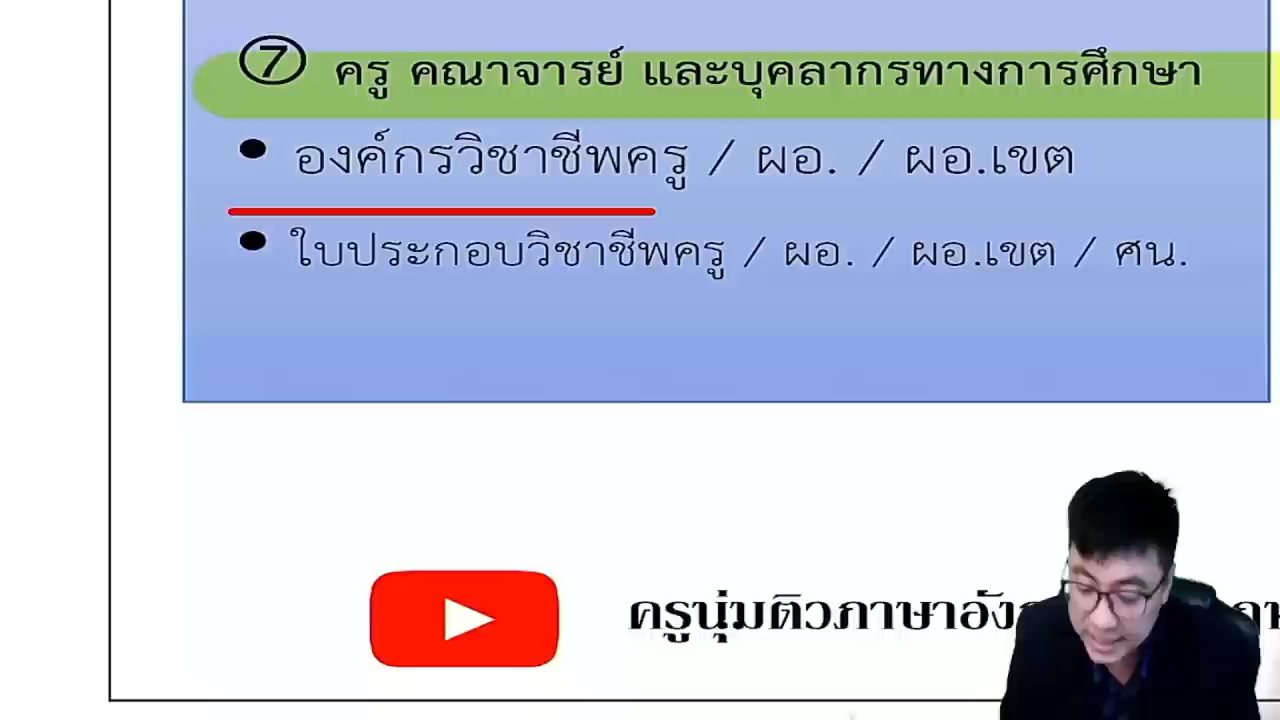 ⑦ ครู คณาจารย์ และบุคลากรทางการศึกษา
• องค์กรวิชาชีพครู / ผอ. / ผอ.เขต
• ใบประกอบวิชาชีพครู / ผอ. / ผอ.เขต / ศน.
ครูนุ่มติวภาษา